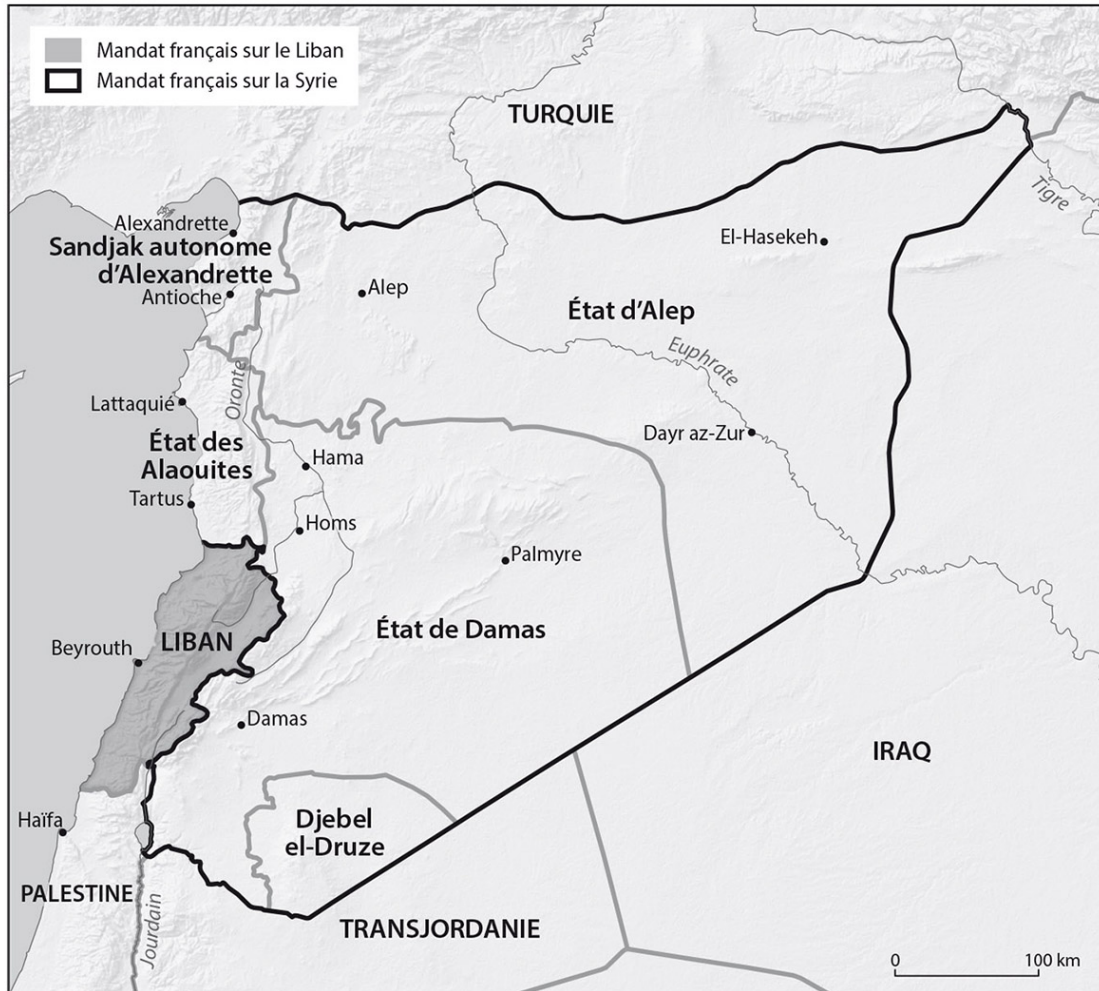 Mandat français sur le Liban
Mandat français sur la Syrie
TURQUIE
Tigre
Alexandrette
Sandjak autonome
d’Alexandrette
Antioche
El-Hasekeh
Alep
État d’Alep
Euphrate
Oronte
Lattaquié
État des
Alaouites
Dayr az-Zur
Hama
Tartus
Homs
Palmyre
État de Damas
LIBAN
Beyrouth
Damas
IRAQ
Haïfa
Djebel
el-Druze
PALESTINE
Jourdain
TRANSJORDANIE
0 100 km